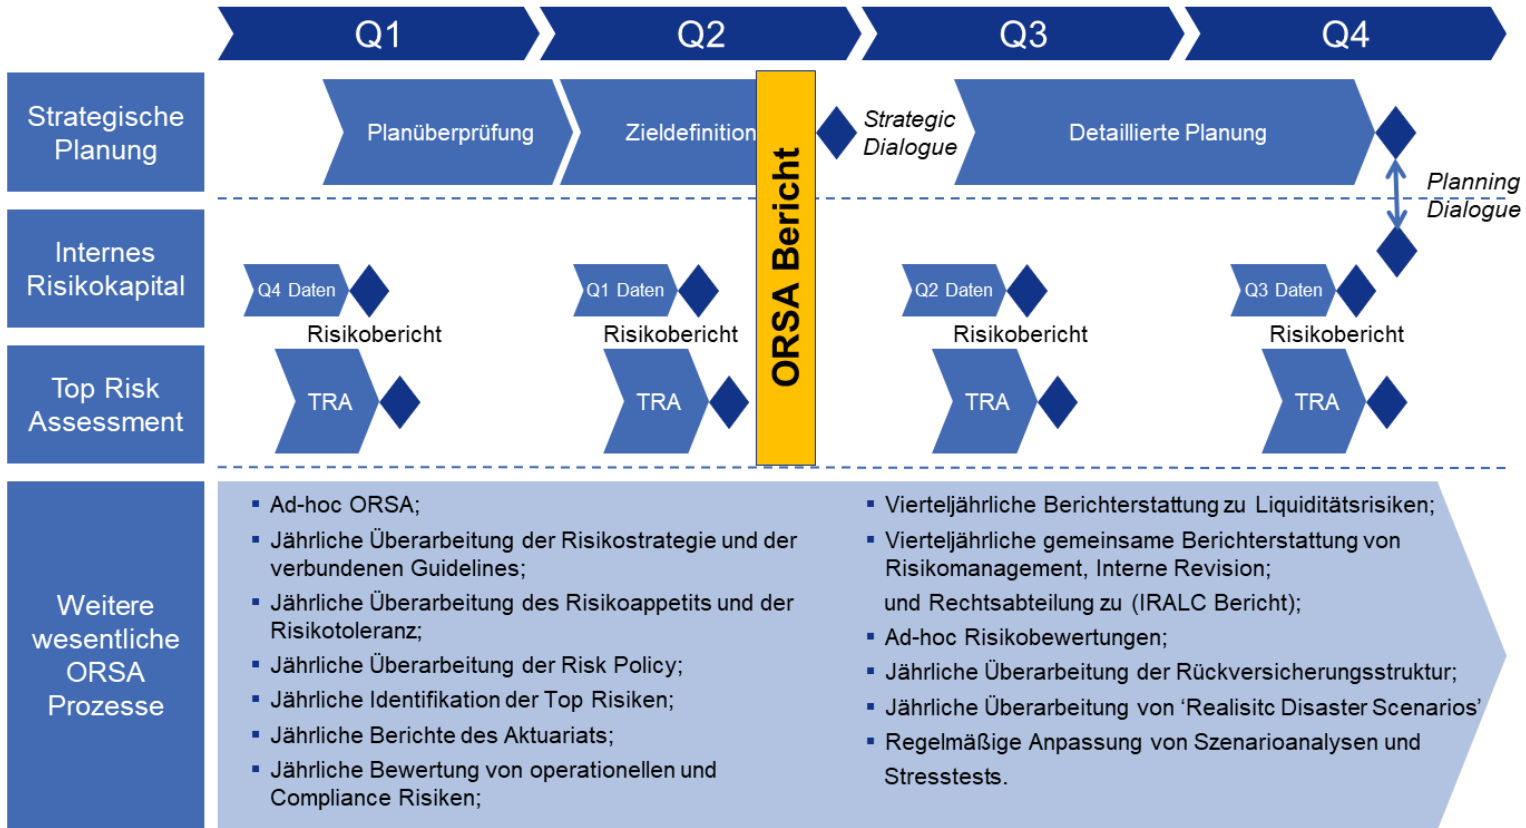 Q1
Q2
Q3
Q4
Strategische
Planung
Planüberprüfung
Zieldefinition
ORSA Bericht
Strategic
Dialogue
Detaillierte Planung
Planning
Dialogue
Internes
Risikokapital
Q4 Daten
Risikobericht
Q1 Daten
Risikobericht
Q2 Daten
Risikobericht
Q3 Daten
Risikobericht
Top Risk
Assessment
TRA
TRA
TRA
TRA
Weitere
wesentliche
ORSA
Prozesse
▪ Ad-hoc ORSA;
▪ Jährliche Überarbeitung der Risikostrategie und der
verbundenen Guidelines;
▪ Jährliche Überarbeitung des Risikoappetits und der
Risikotoleranz;
▪ Jährliche Überarbeitung der Risk Policy;
▪ Jährliche Identifikation der Top Risiken;
▪ Jährliche Berichte des Aktuariats;
▪ Jährliche Bewertung von operationellen und
Compliance Risiken;
▪ Vierteljährliche Berichterstattung zu Liquiditätsrisiken;
▪ Vierteljährliche gemeinsame Berichterstattung von
Risikomanagement, Interne Revision;
und Rechtsabteilung zu (IRALC Bericht);
▪ Ad-hoc Risikobewertungen;
▪ Jährliche Überarbeitung der Rückversicherungsstruktur;
▪ Jährliche Überarbeitung von ‘Realisitc Disaster Scenarios’
▪ Regelmäßige Anpassung von Szenarioanalysen und
Stresstests.